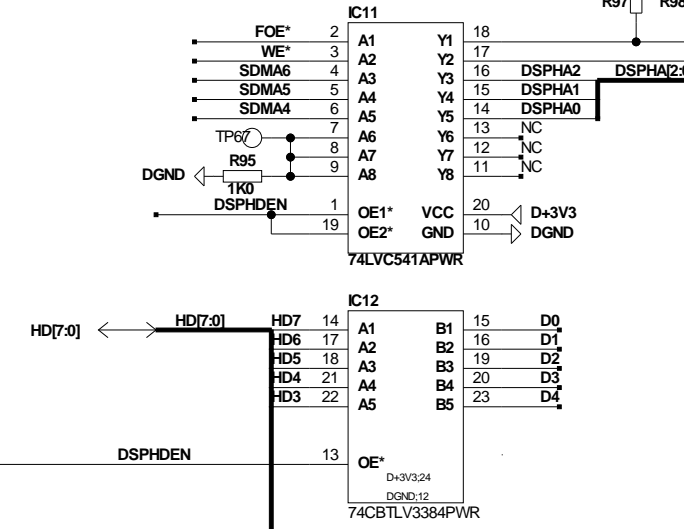 R97 R98
IC11
FOE* 2 A1 Y1 18
WE* 3 A2 Y2 17
SDMA6 4 A3 Y3 16 DSPHA2 DSPHA[2:0
SDMA5 5 A4 Y4 15 DSPHA1
SDMA4 6 A5 Y5 14 DSPHA0
TP67 7 A6 Y6 13 NC
8 A7 Y7 12 NC
DGND R95 9 A8 Y8 11 NC
1K0
DSPHDEN 1 OE1* VCC 20 D+3V3
19 OE2* GND 10 DGND
74LVC541APWR
IC12
HD[7:0] HD[7:0] HD7 14 A1 B1 15 D0
HD6 17 A2 B2 16 D1
HD5 18 A3 B3 19 D2
HD4 21 A4 B4 20 D3
HD3 22 A5 B5 23 D4
DSPHDEN 13 OE*
D+3V3;24
DGND;12
74CBTLV3384PWR